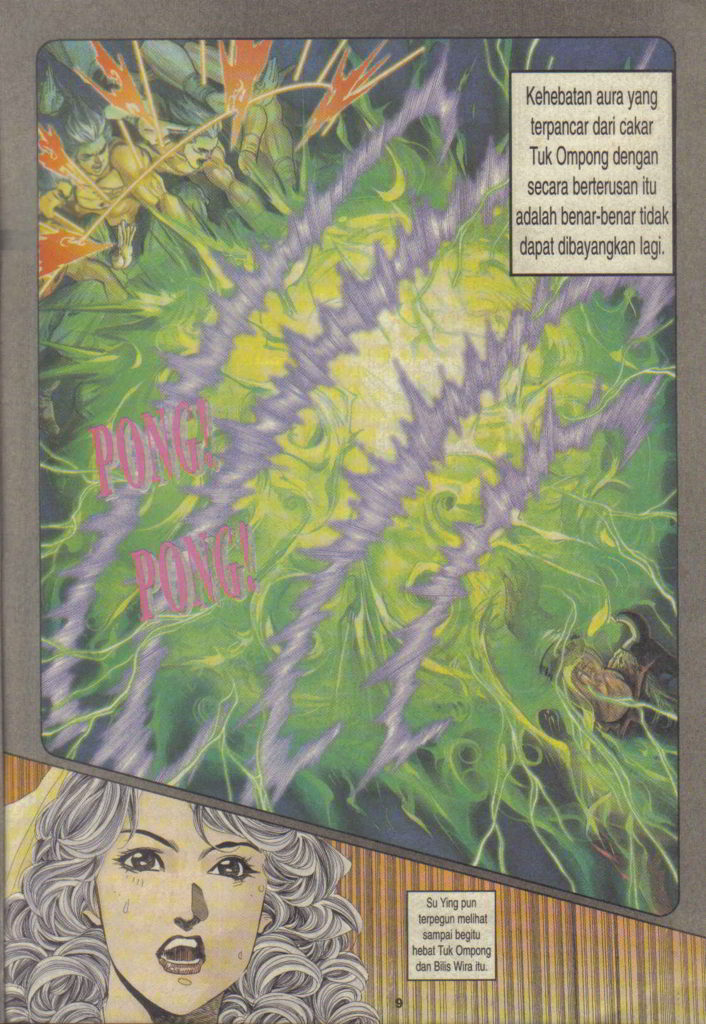 Kehebatan aura yang
terpancar dari cakar
Tuk Ompong dengan
secara berterusan itu
adalah benar-benar tidak
dapat dibayangkan lagi.
PONG!
PONG!
Su Ying pun
terpegun melihat
sampai begitu
hebat Tuk Ompong
dan Bilis Wira itu.
9